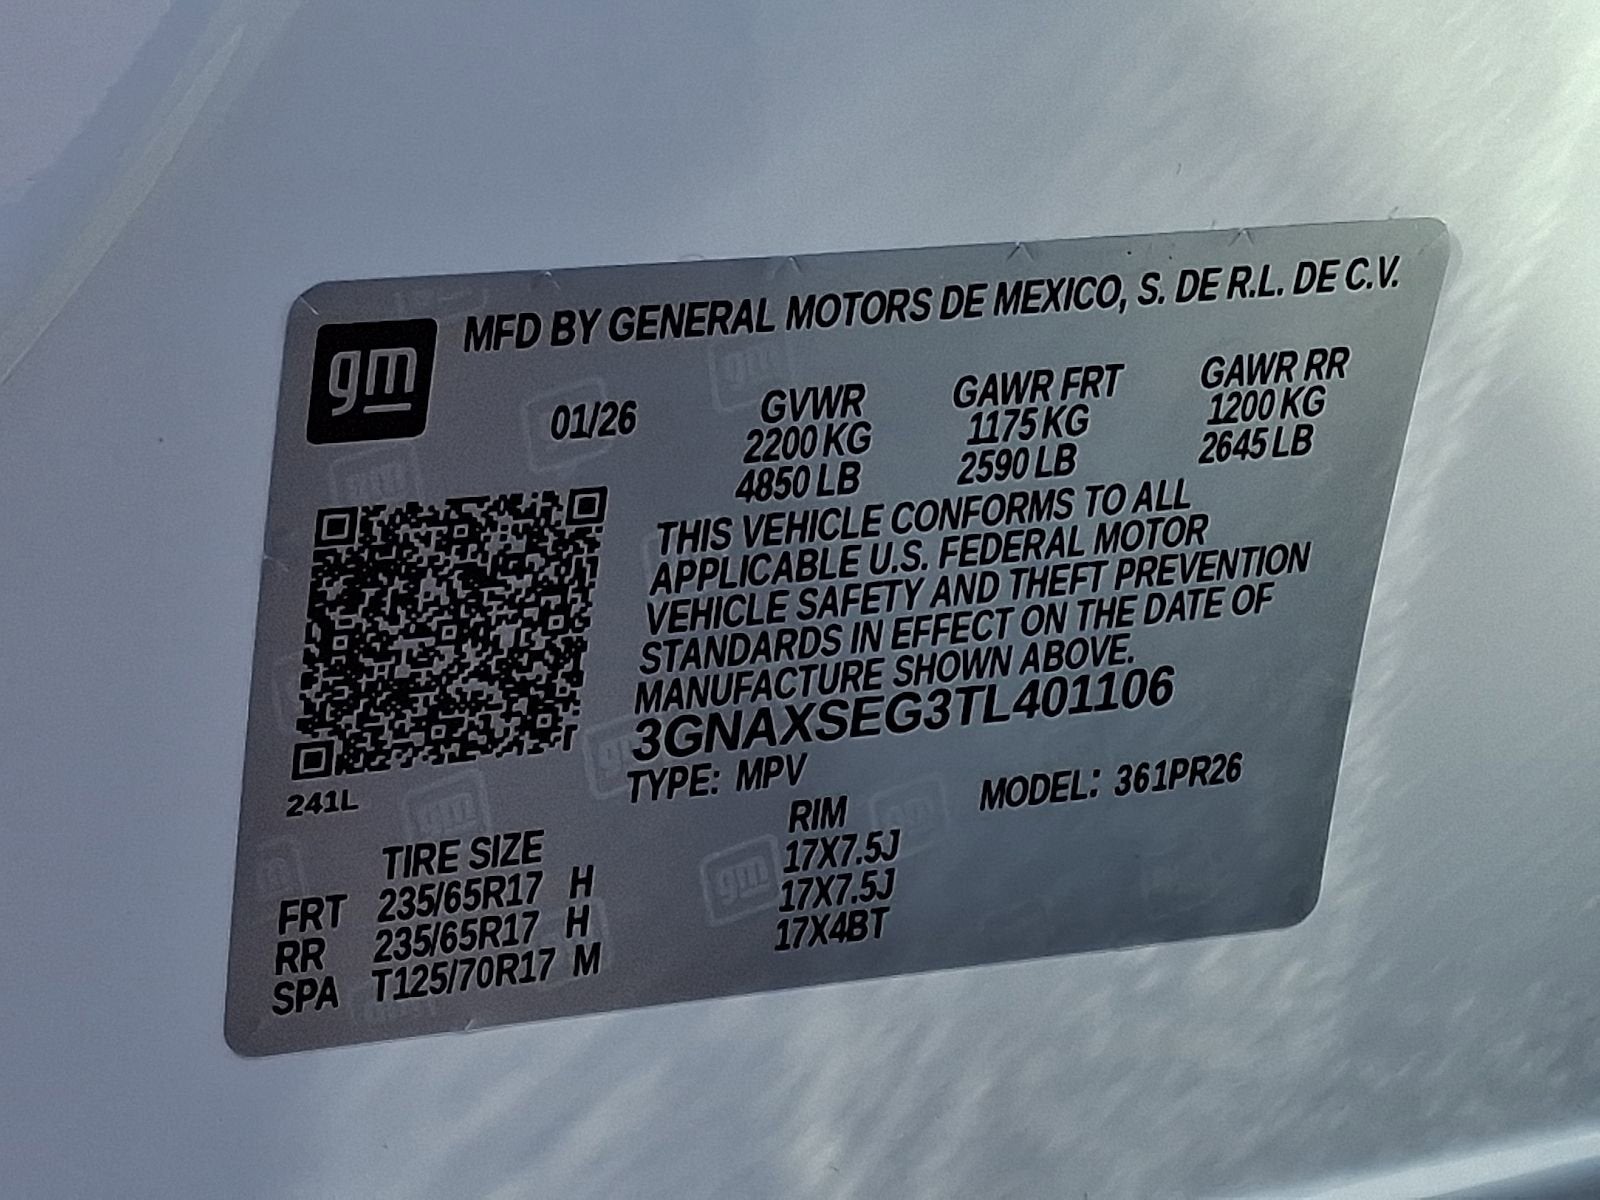 gm
MFD BY GENERAL MOTORS DE MEXICO, S. DE R.L. DE C.V.
01/26
GVWR GAWR FRT GAWR RR
2200 KG 1175 KG 1200 KG
4850 LB 2590 LB 2645 LB
THIS VEHICLE CONFORMS TO ALL
APPLICABLE U.S. FEDERAL MOTOR
VEHICLE SAFETY AND THEFT PREVENTION
STANDARDS IN EFFECT ON THE DATE OF
MANUFACTURE SHOWN ABOVE.
3GNAXSEG3TL401106
TYPE: MPV MODEL: 361PR26
241L
TIRE SIZE RIM
FRT 235/65R17 H 17X7.5J
RR 235/65R17 H 17X7.5J
SPA T125/70R17 M 17X4BT